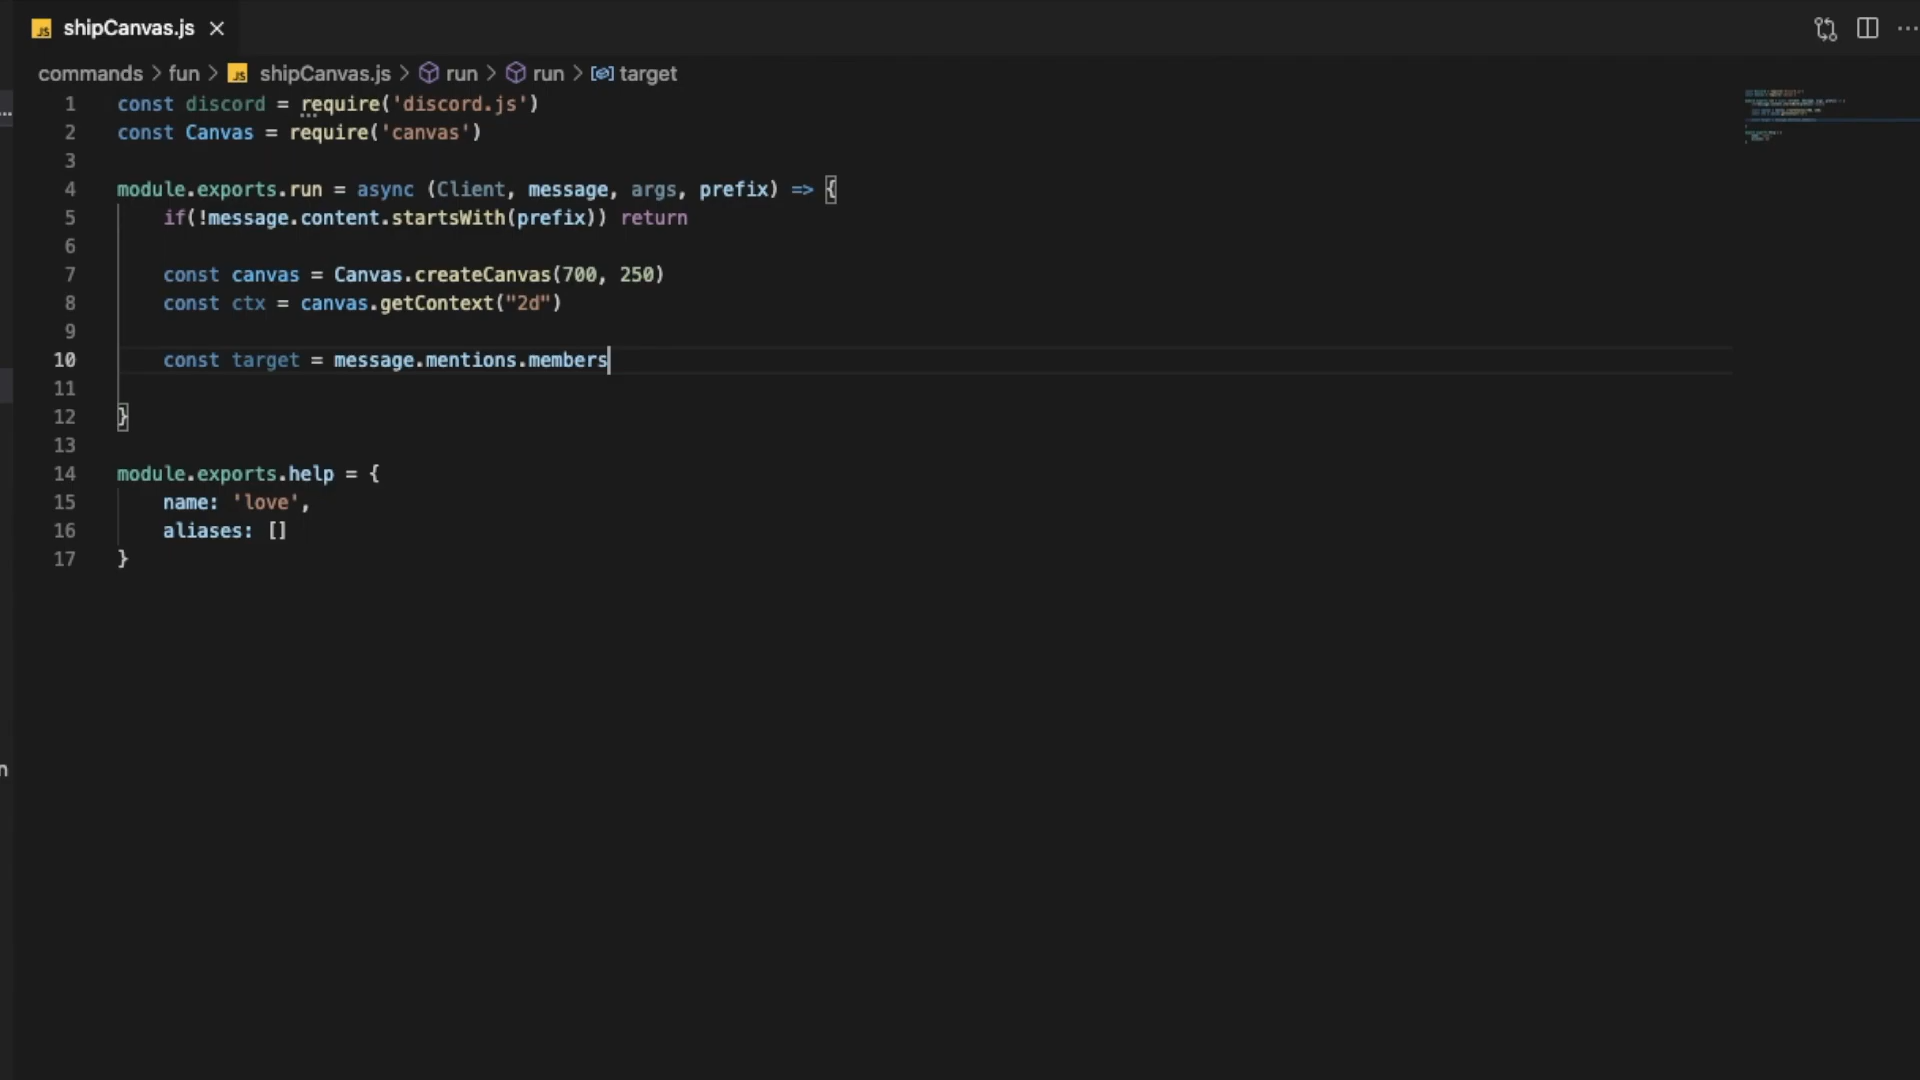 JS shipCanvas.js ×
commands > fun > JS shipCanvas.js > run > run > target
1 const discord = require('discord.js')
2 const Canvas = require('canvas')
3
4 module.exports.run = async (Client, message, args, prefix) => {
5 if(!message.content.startsWith(prefix)) return
6
7 const canvas = Canvas.createCanvas(700, 250)
8 const ctx = canvas.getContext("2d")
9
10 const target = message.mentions.members
11
12 }
13
14 module.exports.help = {
15 name: 'love',
16 aliases: []
17 }
n